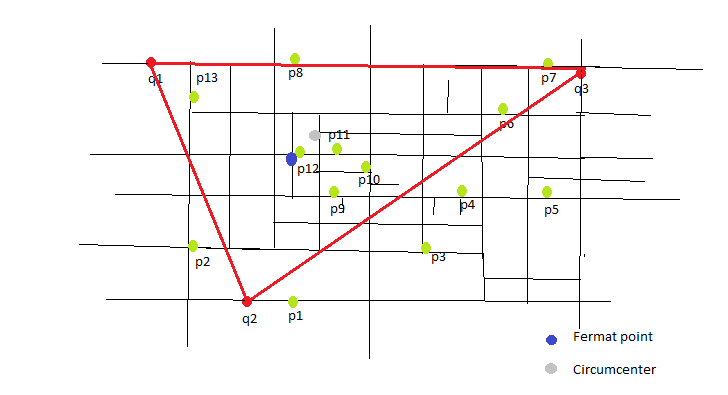 p8
p7
q1
p13
q3
p6
p11
p12
p10
p9
p4
p5
p3
p2
q2
p1
Fermat point
Circumcenter